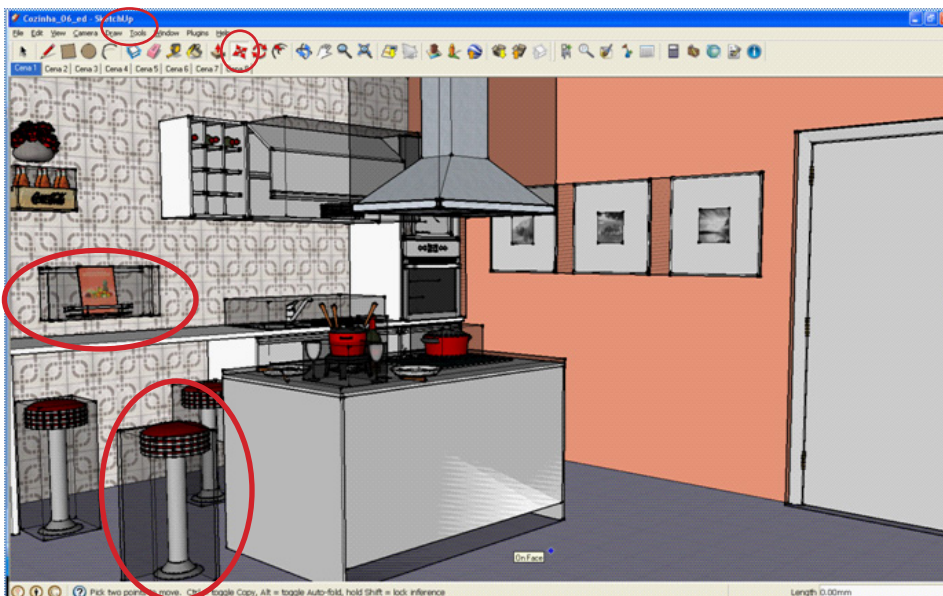 Cozinha_06_ed - SketchUp
File Edit View Camera Draw Tools Window Plugins Help
Cena 1 Cena 2 Cena 3 Cena 4 Cena 5 Cena 6 Cena 7
On Face
Pick two points to move. Ctrl = toggle Copy, Alt = toggle Auto-fold, hold Shift = lock inference
Length 0.00mm